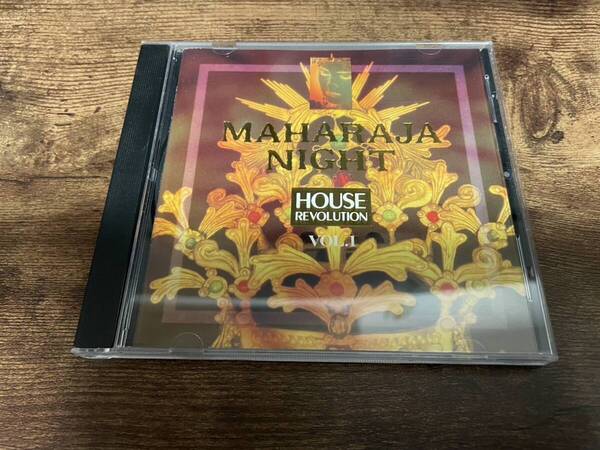 MAHARAJA
NIGHT
HOUSE
REVOLUTION
VOL.1